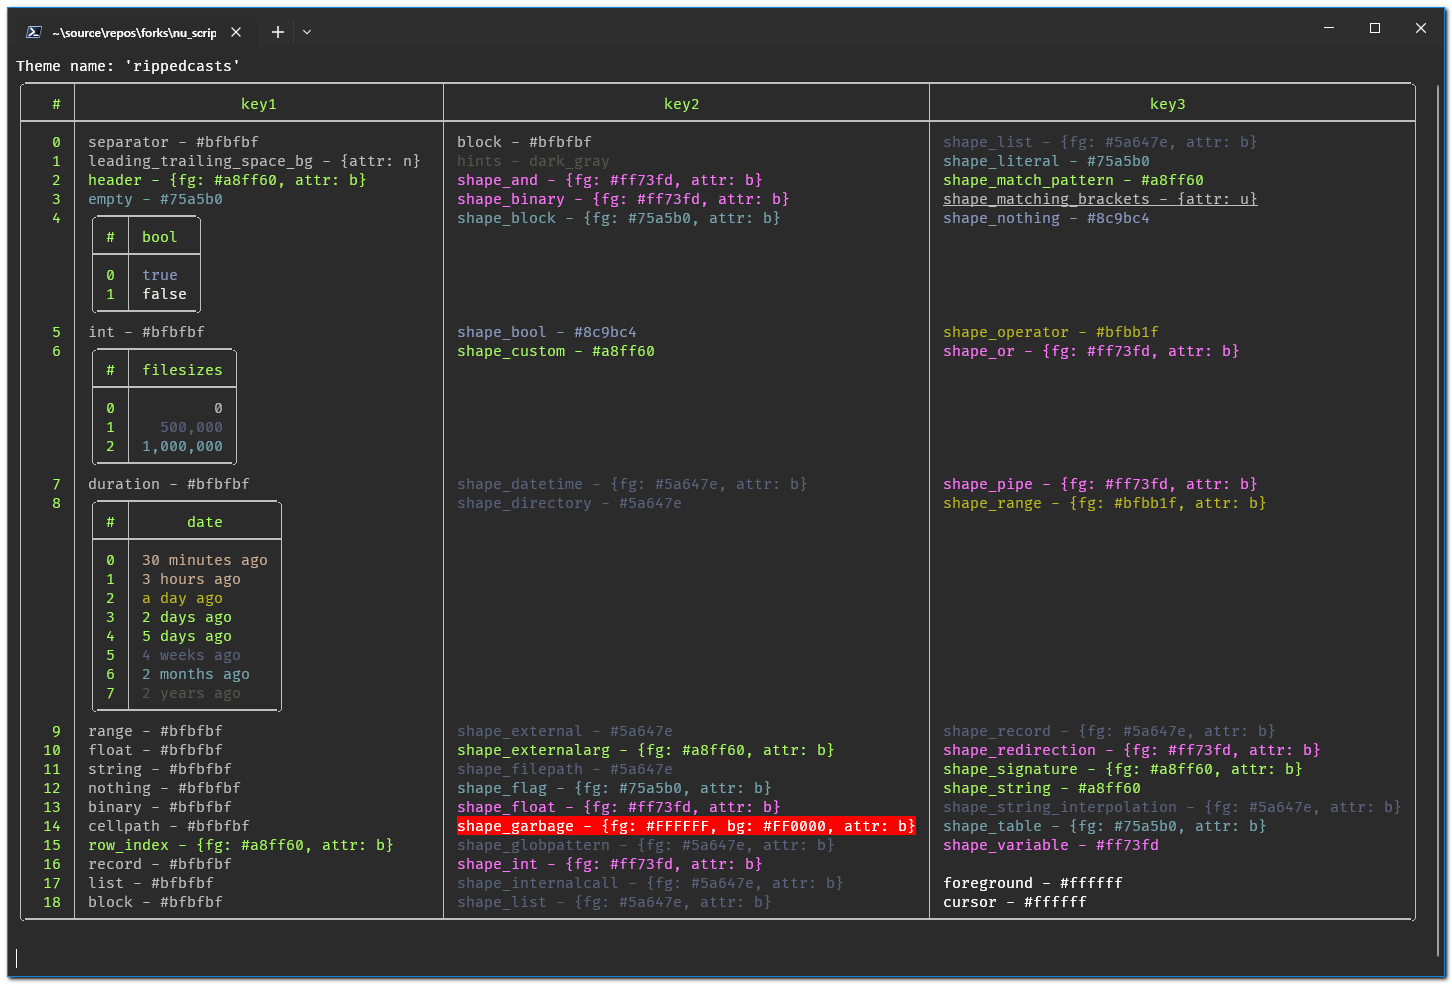 ~\source\repos\forks\nu_scrip
Theme name: 'rippedcasts'
# key1 key2 key3
0 separator - #bfbfbf block - #bfbfbf shape_list - {fg: #5a647e, attr: b}
1 leading_trailing_space_bg - {attr: n} hints - dark_gray shape_literal - #75a5b0
2 header - {fg: #a8ff60, attr: b} shape_and - {fg: #ff73fd, attr: b} shape_match_pattern - #a8ff60
3 empty - #75a5b0 shape_binary - {fg: #ff73fd, attr: b} shape_matching_brackets - {attr: u}
4 shape_block - {fg: #75a5b0, attr: b} shape_nothing - #8c9bc4
# bool
0 true
1 false
5 int - #bfbfbf shape_bool - #8c9bc4 shape_operator - #bfbb1f
6 shape_custom - #a8ff60 shape_or - {fg: #ff73fd, attr: b}
# filesizes
0 0
1 500,000
2 1,000,000
7 duration - #bfbfbf shape_datetime - {fg: #5a647e, attr: b} shape_pipe - {fg: #ff73fd, attr: b}
8 shape_directory - #5a647e shape_range - {fg: #bfbb1f, attr: b}
# date
0 30 minutes ago
1 3 hours ago
2 a day ago
3 2 days ago
4 5 days ago
5 4 weeks ago
6 2 months ago
7 2 years ago
9 range - #bfbfbf shape_external - #5a647e shape_record - {fg: #5a647e, attr: b}
10 float - #bfbfbf shape_externalarg - {fg: #a8ff60, attr: b} shape_redirection - {fg: #ff73fd, attr: b}
11 string - #bfbfbf shape_filepath - #5a647e shape_signature - {fg: #a8ff60, attr: b}
12 nothing - #bfbfbf shape_flag - {fg: #75a5b0, attr: b} shape_string - #a8ff60
13 binary - #bfbfbf shape_float - {fg: #ff73fd, attr: b} shape_string_interpolation - {fg: #5a647e, attr: b}
14 cellpath - #bfbfbf shape_garbage - {fg: #FFFFFF, bg: #FF0000, attr: b} shape_table - {fg: #75a5b0, attr: b}
15 row_index - {fg: #a8ff60, attr: b} shape_globpattern - {fg: #5a647e, attr: b} shape_variable - #ff73fd
16 record - #bfbfbf shape_int - {fg: #ff73fd, attr: b}
17 list - #bfbfbf shape_internalcall - {fg: #5a647e, attr: b} foreground - #ffffff
18 block - #bfbfbf shape_list - {fg: #5a647e, attr: b} cursor - #ffffff